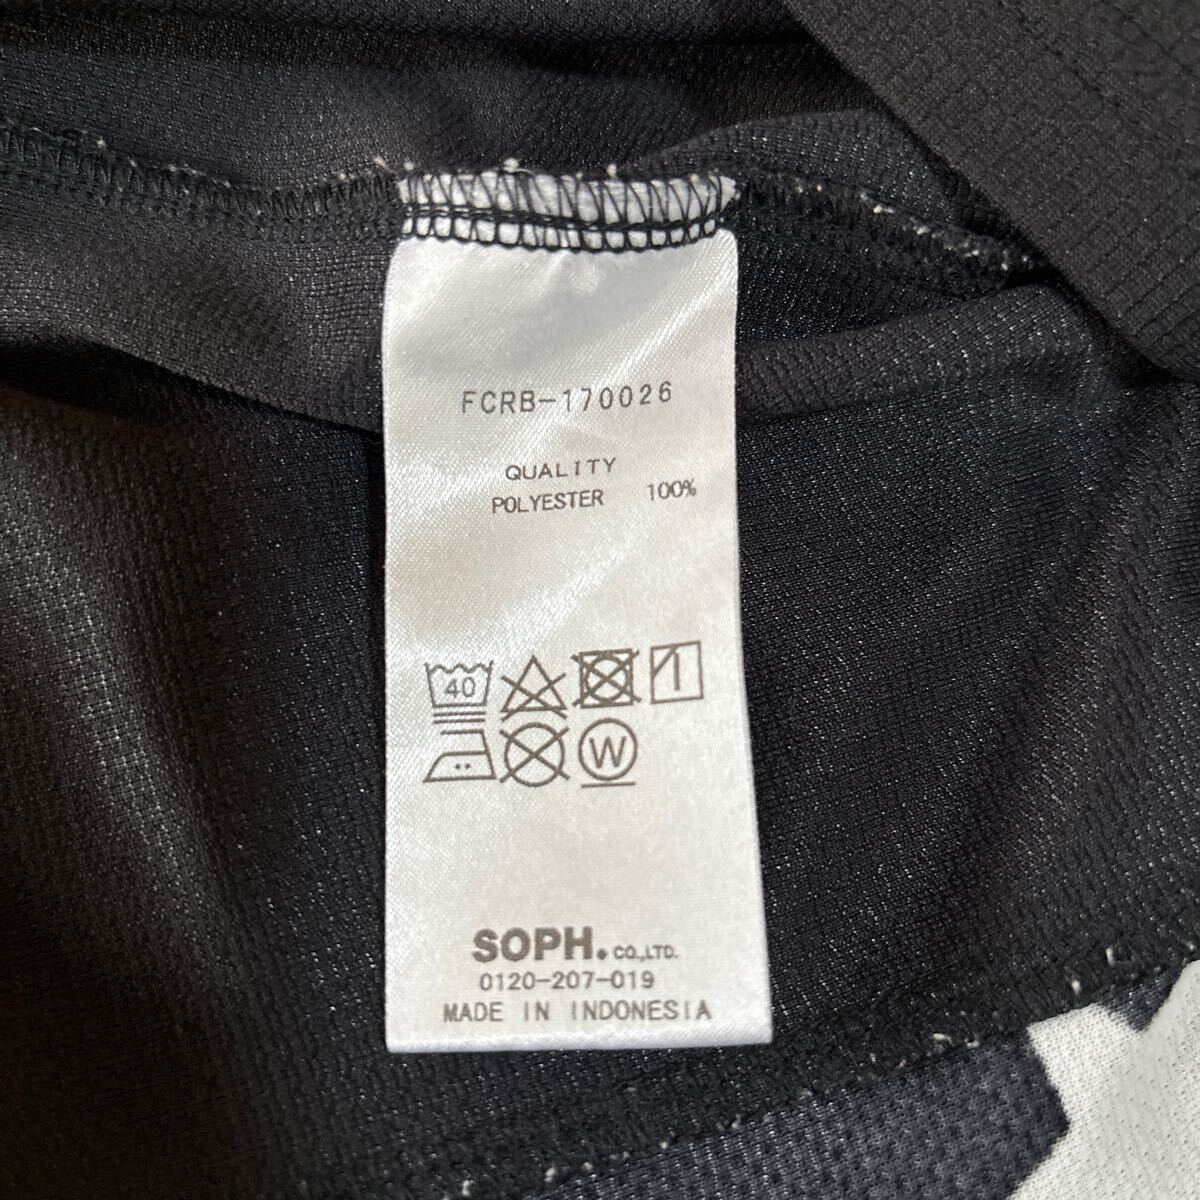 FCRB-170026
QUALITY
POLYESTER 100%
40
W
SOPH. CO.,LTD.
0120-207-019
MADE IN INDONESIA